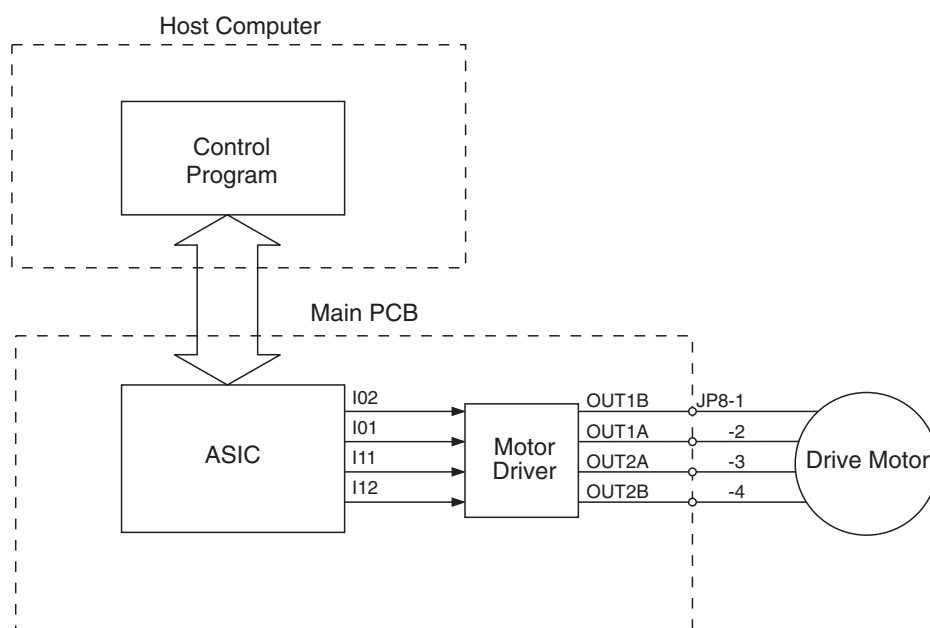 Host Computer
Control
Program
Main PCB
ASIC
I02
I01
I11
I12
Motor
Driver
OUT1B
OUT1A
OUT2A
OUT2B
JP8-1
-2
-3
-4
Drive Motor